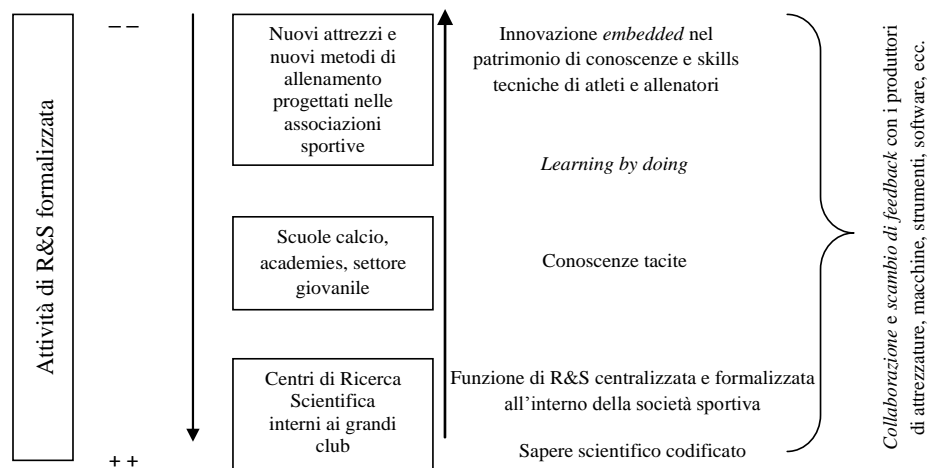 Attività di R&S formalizzata
– –
+ +
Nuovi attrezzi e
nuovi metodi di
allenamento
progettati nelle
associazioni
sportive
Scuole calcio,
academies, settore
giovanile
Centri di Ricerca
Scientifica
interni ai grandi
club
Innovazione embedded nel
patrimonio di conoscenze e skills
tecniche di atleti e allenatori
Learning by doing
Conoscenze tacite
Funzione di R&S centralizzata e formalizzata
all'interno della società sportiva
Sapere scientifico codificato
Collaborazione e scambio di feedback con i produttori
di attrezzature, macchine, strumenti, software, ecc.